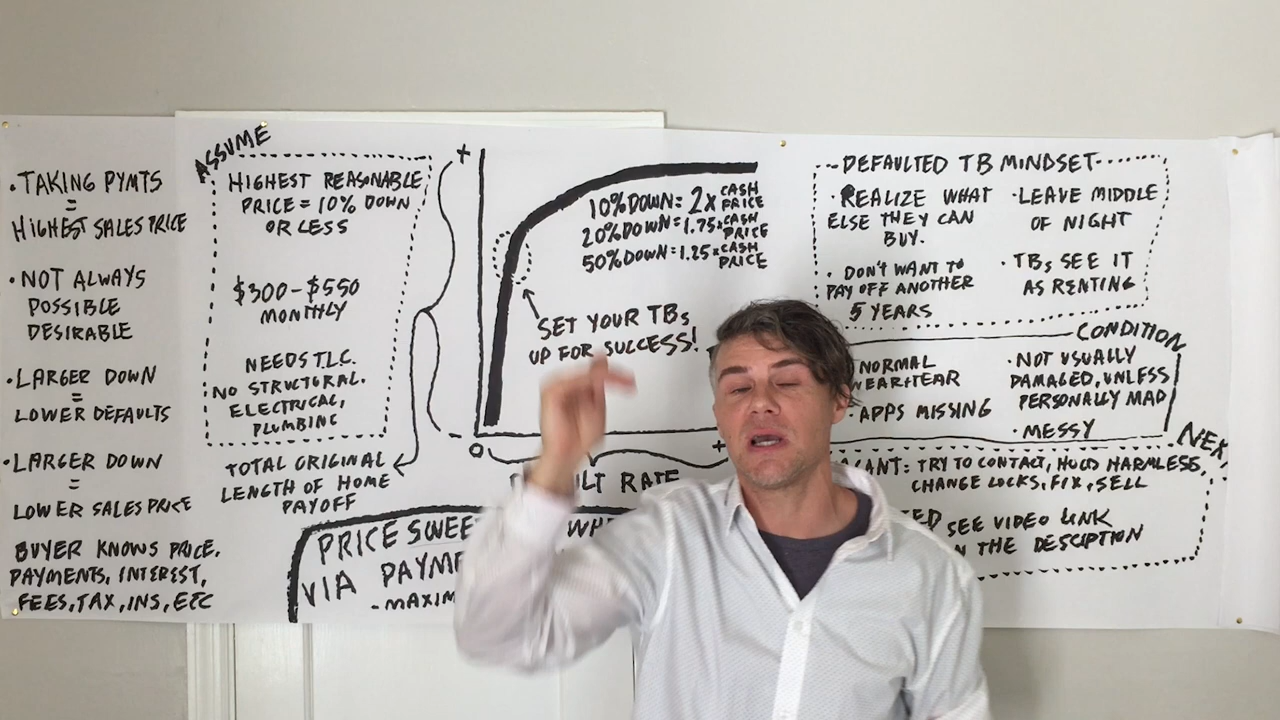 • TAKING PYMTS
=
HIGHEST SALES PRICE
• NOT ALWAYS
POSSIBLE
DESIRABLE
• LARGER DOWN
=
LOWER DEFAULTS
• LARGER DOWN
=
LOWER SALES PRICE
BUYER KNOWS PRICE,
PAYMENTS, INTEREST,
FEES, TAX, INS, ETC
ASSUME
HIGHEST REASONABLE
PRICE = 10% DOWN
OR LESS
$300-$550
MONTHLY
NEEDS T.L.C.
NO STRUCTURAL.
ELECTRICAL,
PLUMBING
TOTAL ORIGINAL
LENGTH OF HOME
PAYOFF
+
10% DOWN = 2x CASH PRICE
20% DOWN = 1.75x CASH PRICE
50% DOWN = 1.25x CASH PRICE
SET YOUR TBs
UP FOR SUCCESS!
0
+
RATE
PRICE
VIA
DEFAULTED TB MINDSET
• REALIZE WHAT
ELSE THEY CAN
BUY.
• DON'T WANT TO
PAY OFF ANOTHER
5 YEARS
• LEAVE MIDDLE
OF NIGHT
• TBs SEE IT
AS RENTING
CONDITION
NORMAL
WEAR+TEAR
• APPS MISSING
• NOT USUALLY
DAMAGED, UNLESS
PERSONALLY MAD
• MESSY
TRY TO CONTACT, HOLD HARMLESS,
CHANGE LOCKS, FIX, SELL
SEE VIDEO LINK
THE DESCIPTION